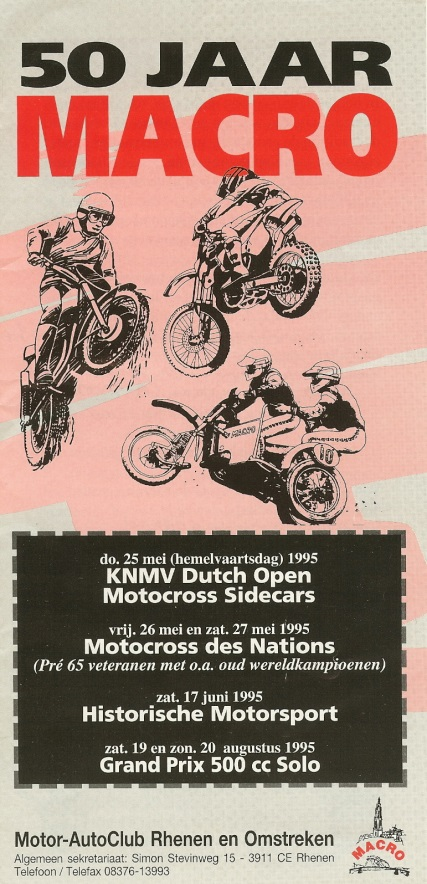 50 JAAR
MACRO
MACRO
do. 25 mei (hemelvaartsdag) 1995
KNMV Dutch Open
Motocross Sidecars
vrij. 26 mei en zat. 27 mei 1995
Motocross des Nations
(Pré 65 veteranen met o.a. oud wereldkampioenen)
zat. 17 juni 1995
Historische Motorsport
zat. 19 en zon. 20 augustus 1995
Grand Prix 500 cc Solo
Motor-AutoClub Rhenen en Omstreken
Algemeen sekretariaat: Simon Stevinweg 15 - 3911 CE Rhenen
Telefoon / Telefax 08376-13993
MACRO